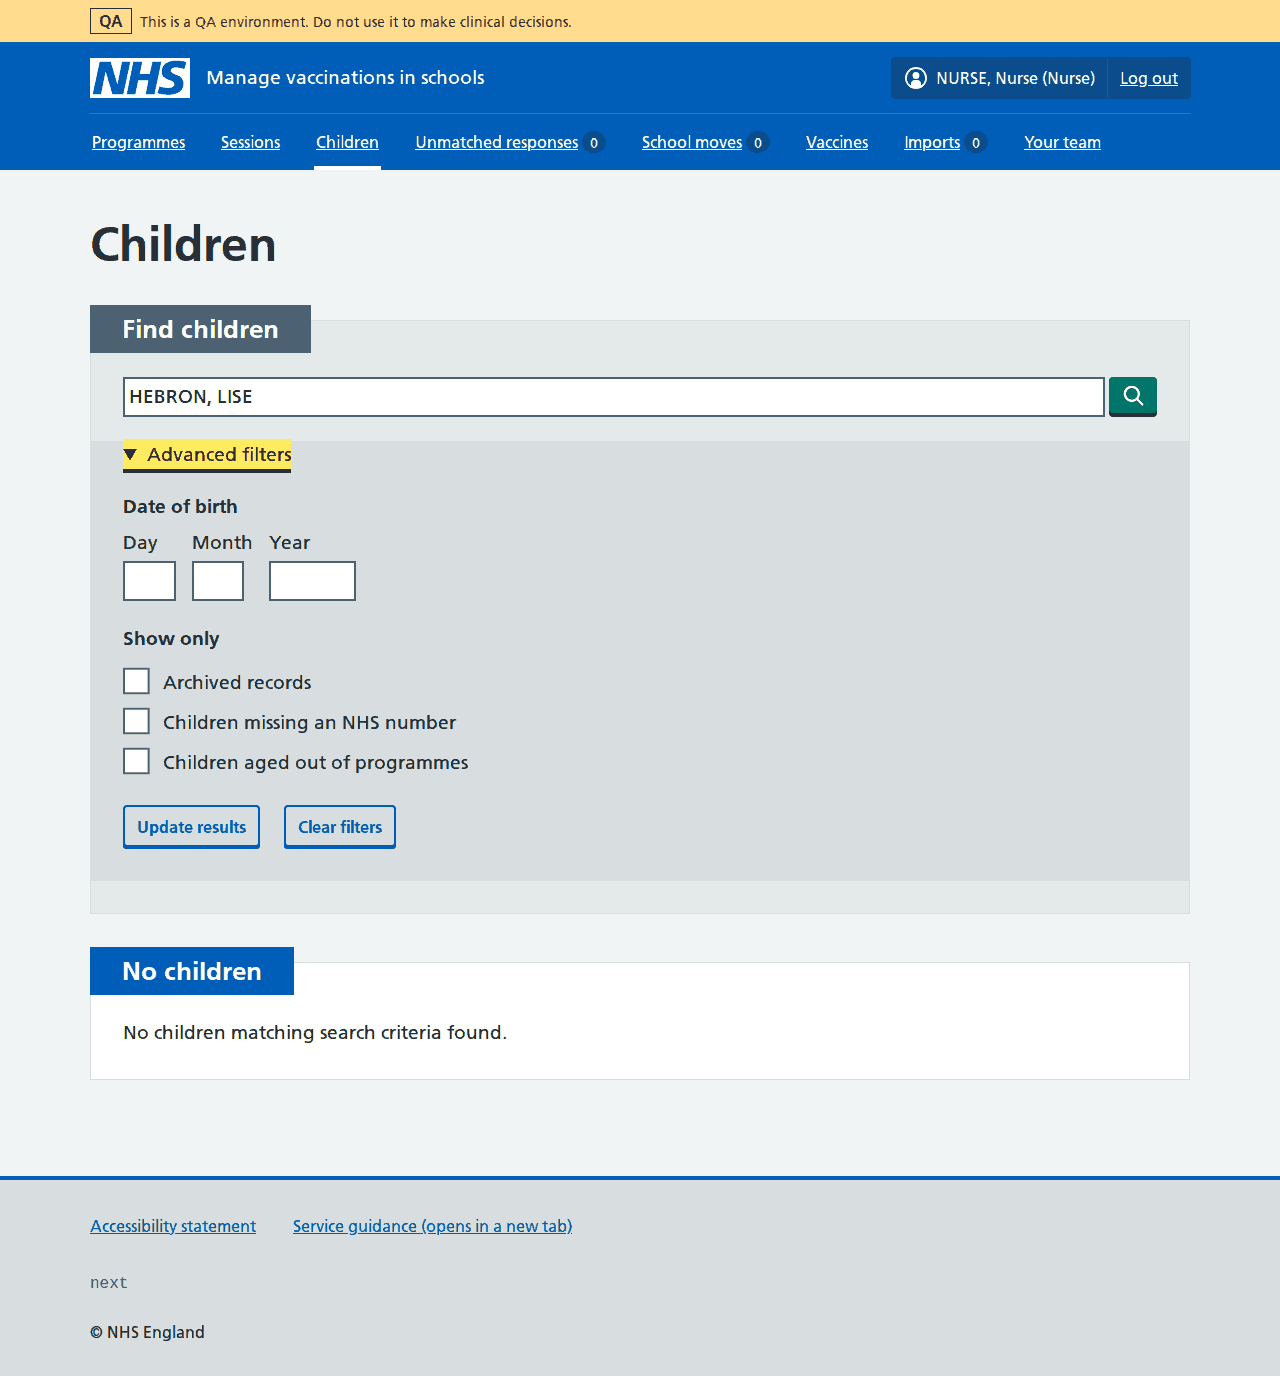 QA This is a QA environment. Do not use it to make clinical decisions.
NHS Manage vaccinations in schools NURSE, Nurse (Nurse) Log out
Programmes Sessions Children Unmatched responses 0 School moves 0 Vaccines Imports 0 Your team
Children
Find children
HEBRON, LISE
Advanced filters
Date of birth
Day Month Year
Show only
Archived records
Children missing an NHS number
Children aged out of programmes
Update results Clear filters
No children
No children matching search criteria found.
Accessibility statement Service guidance (opens in a new tab)
next
© NHS England